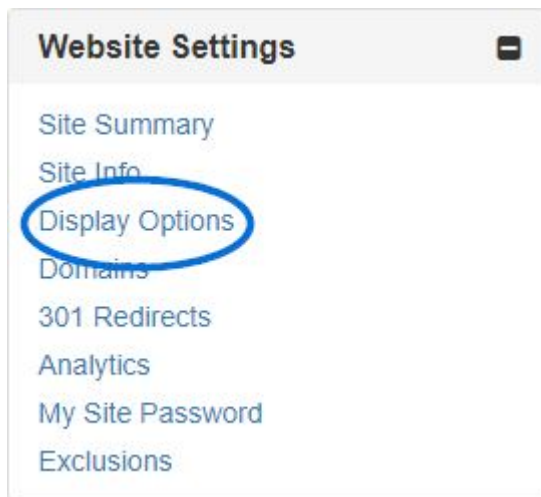 Website Settings
Site Summary
Site Info
Display Options
Domains
301 Redirects
Analytics
My Site Password
Exclusions